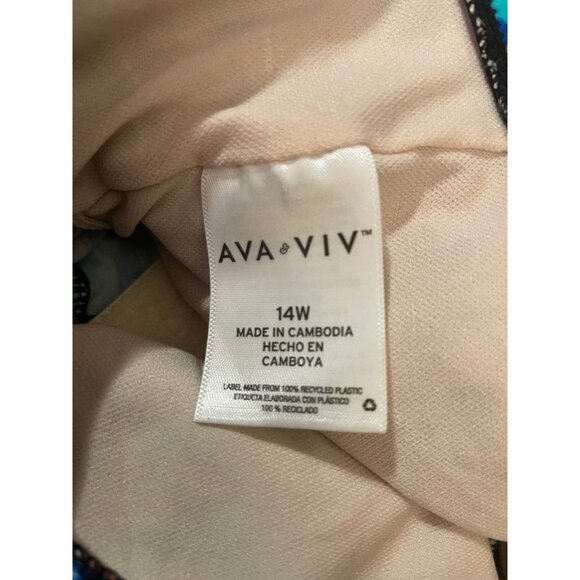 AVA & VIV™
14W
MADE IN CAMBODIA
HECHO EN
CAMBOYA
LABEL MADE FROM 100% RECYCLED PLASTIC
ETIQUETA ELABORADA CON PLÁSTICO
100 % RECICLADO